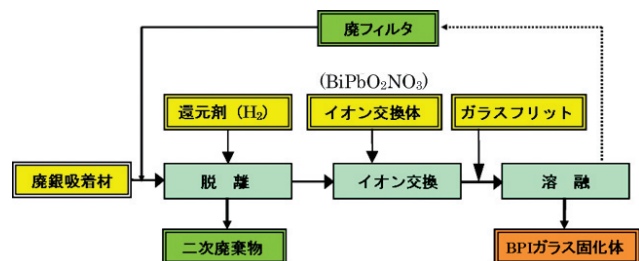 廃フィルタ
(BiPbO₂NO₃)
還元剤 (H₂)
イオン交換体
ガラスフリット
廃銀吸着材
脱 離
イオン交換
溶 融
二次廃棄物
BPIガラス固化体